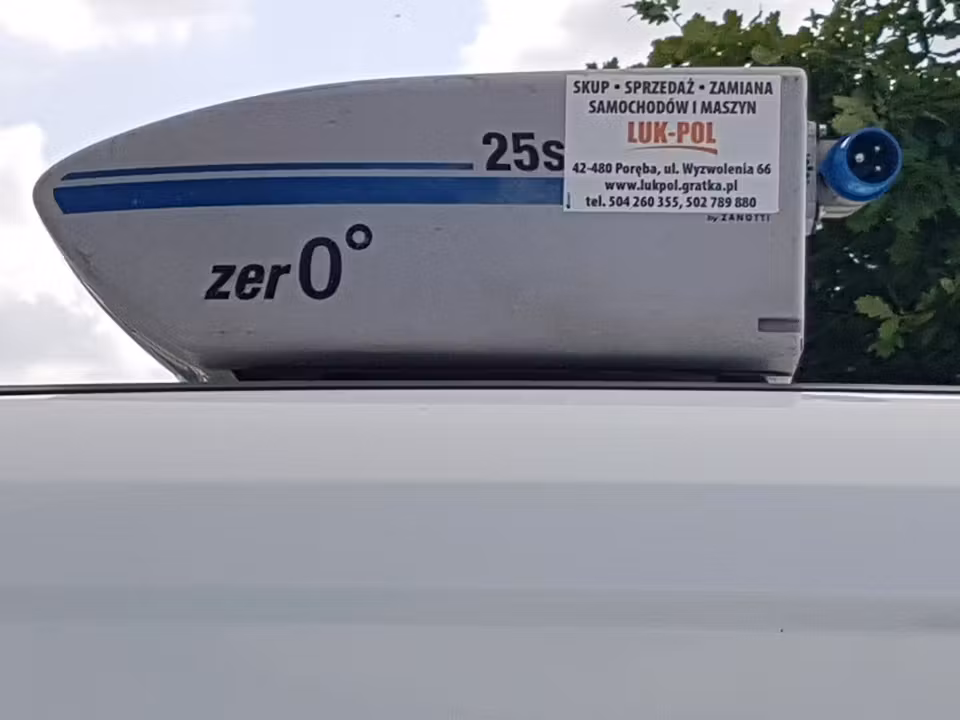 25s
SKUP • SPRZEDAŻ • ZAMIANA
SAMOCHODÓW I MASZYN
LUK-POL
42-480 Poręba, ul. Wyzwolenia 66
www.lukpol.gratka.pl
tel. 504 260 355, 502 789 880
by ZANOTTI
zer0°